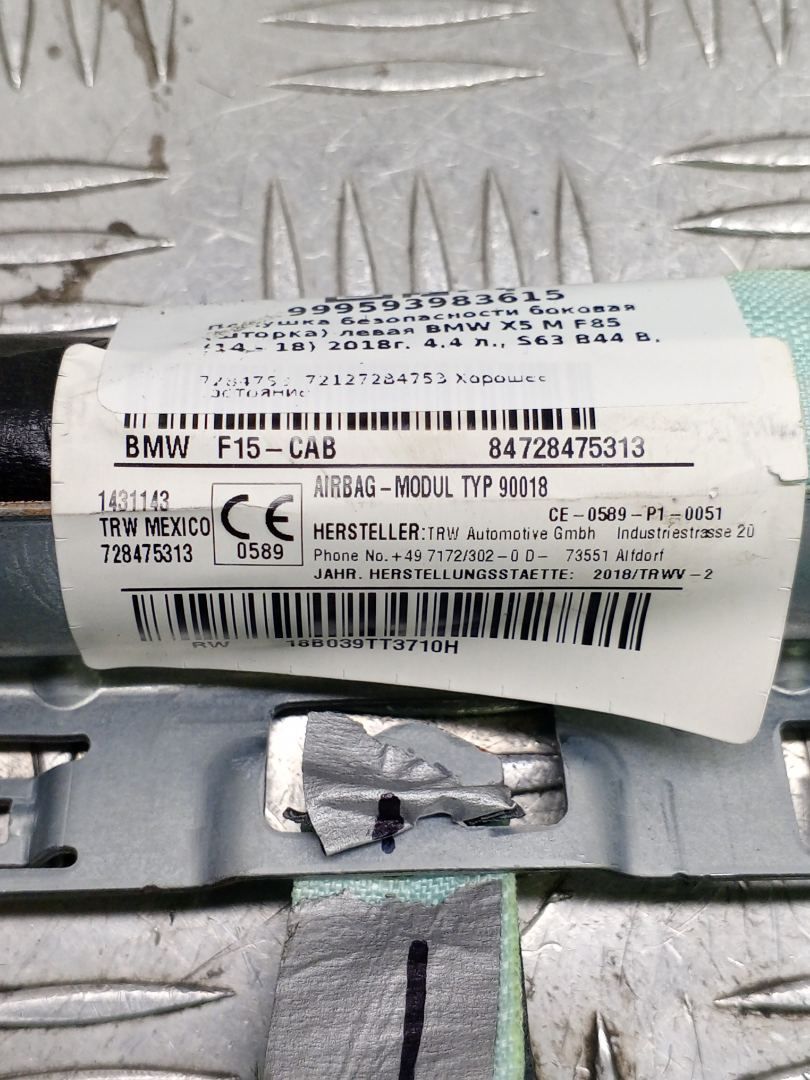 999593983615
Подушка безопасности боковая
(шторка) левая BMW X5 M F85
(14 - 18) 2018г. 4.4 л., S63 B44 B.
72127284753 Хорошее
состояние
BMW F15-CAB 84728475313
AIRBAG-MODUL TYP 90018
1431143
TRW MEXICO
728475313
CE
0589
CE-0589-P1-0051
HERSTELLER: TRW Automotive Gmbh Industriestrasse 20
Phone No. +49 7172/302-0 D- 73551 Alfdorf
JAHR. HERSTELLUNGSSTAETTE: 2018/TRWV-2
RW 18B039TT3710H